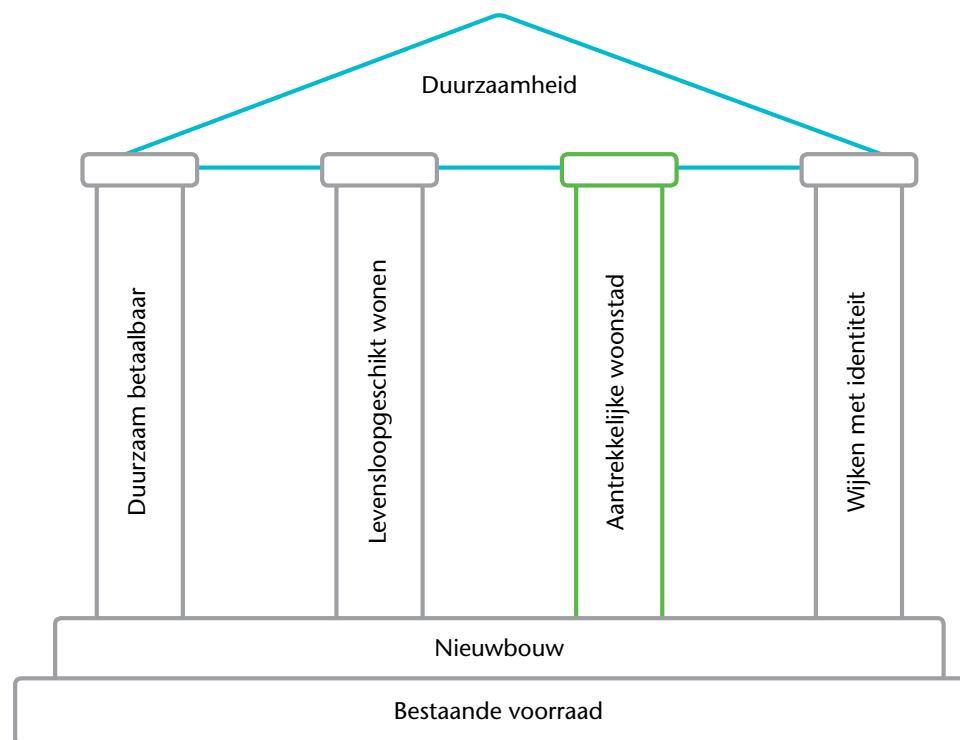 Duurzaamheid
Duurzaam betaalbaar
Levensloopgeschikt wonen
Aantrekkelijke woonstad
Wijken met identiteit
Nieuwbouw
Bestaande voorraad